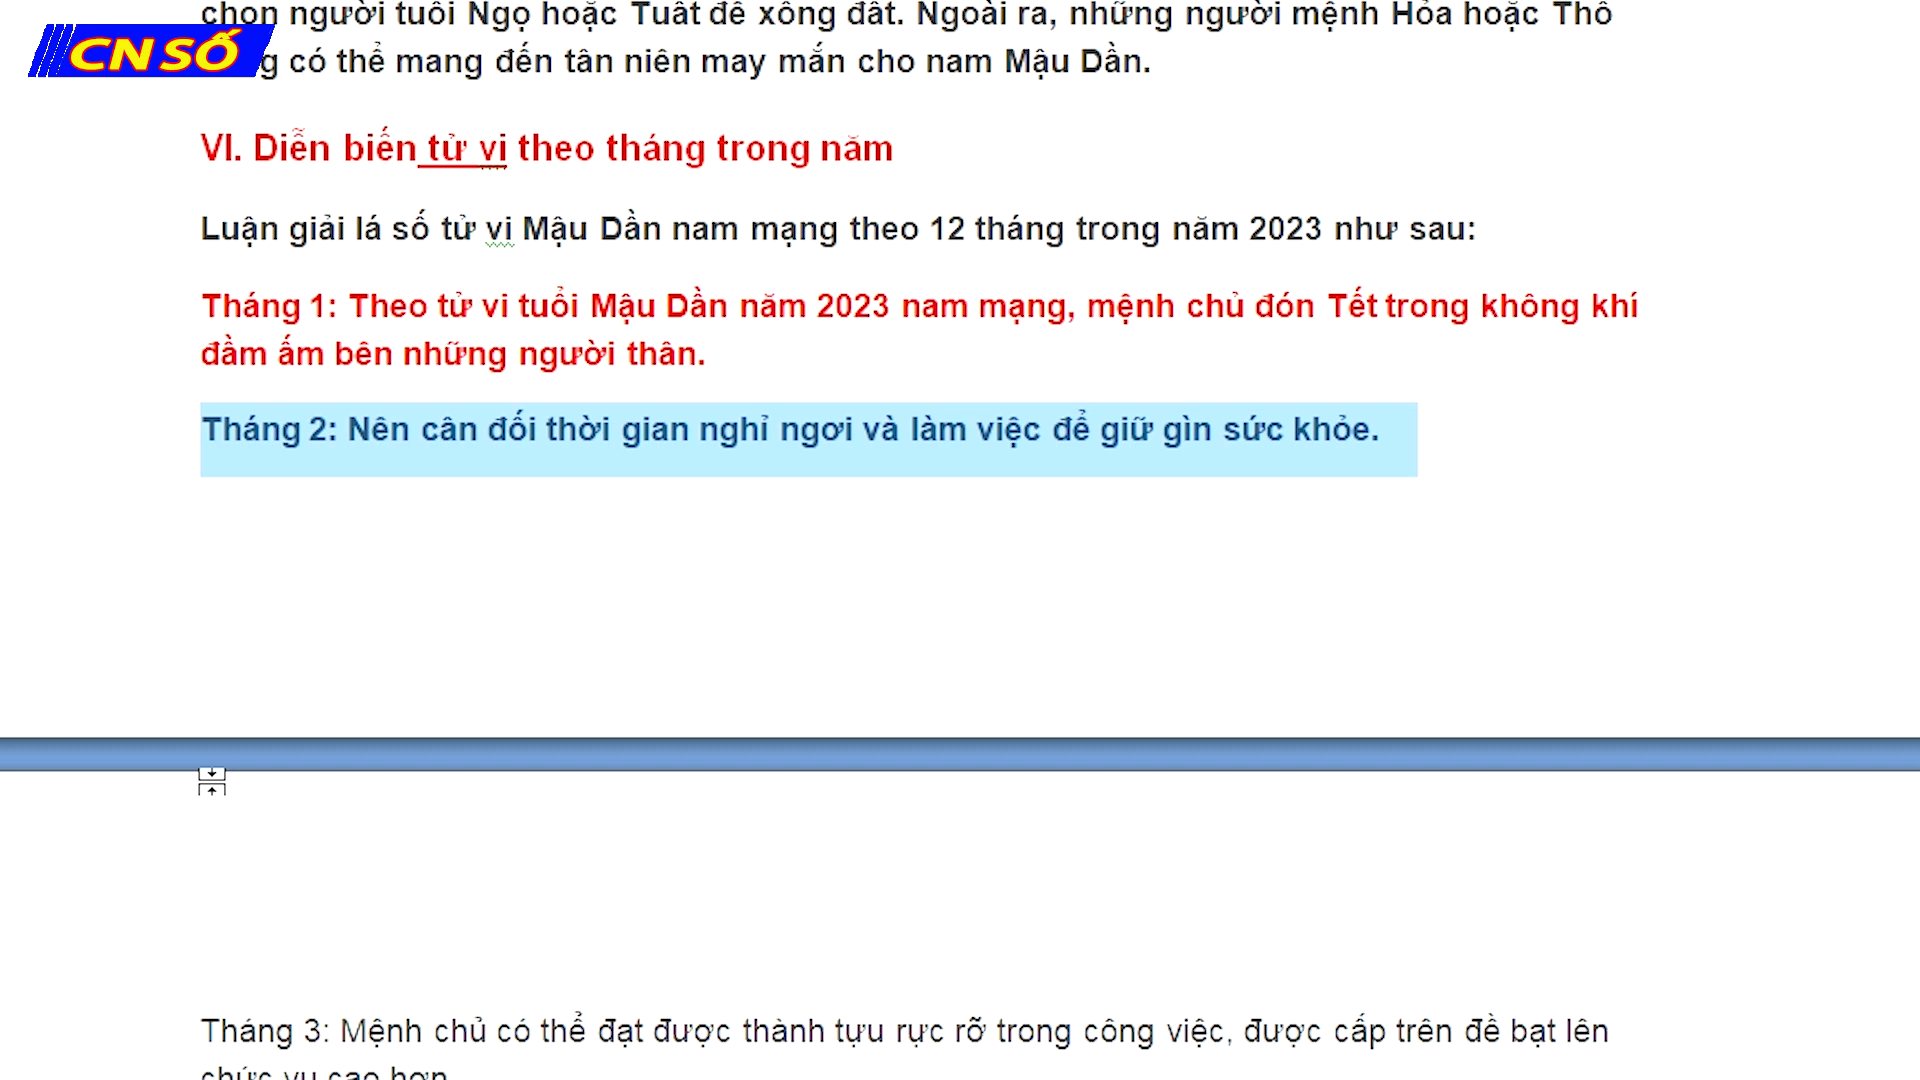 chọn người tuổi Ngọ hoặc Tuất để xông đất. Ngoài ra, những người mệnh Hỏa hoặc Thổ
CN SỐ
g có thể mang đến tân niên may mắn cho nam Mậu Dần.
VI. Diễn biến tử vi theo tháng trong năm
Luận giải lá số tử vi Mậu Dần nam mạng theo 12 tháng trong năm 2023 như sau:
Tháng 1: Theo tử vi tuổi Mậu Dần năm 2023 nam mạng, mệnh chủ đón Tết trong không khí
đầm ấm bên những người thân.
Tháng 2: Nên cân đối thời gian nghỉ ngơi và làm việc để giữ gìn sức khỏe.
Tháng 3: Mệnh chủ có thể đạt được thành tựu rực rỡ trong công việc, được cấp trên đề bạt lên
chức vụ cao hơn